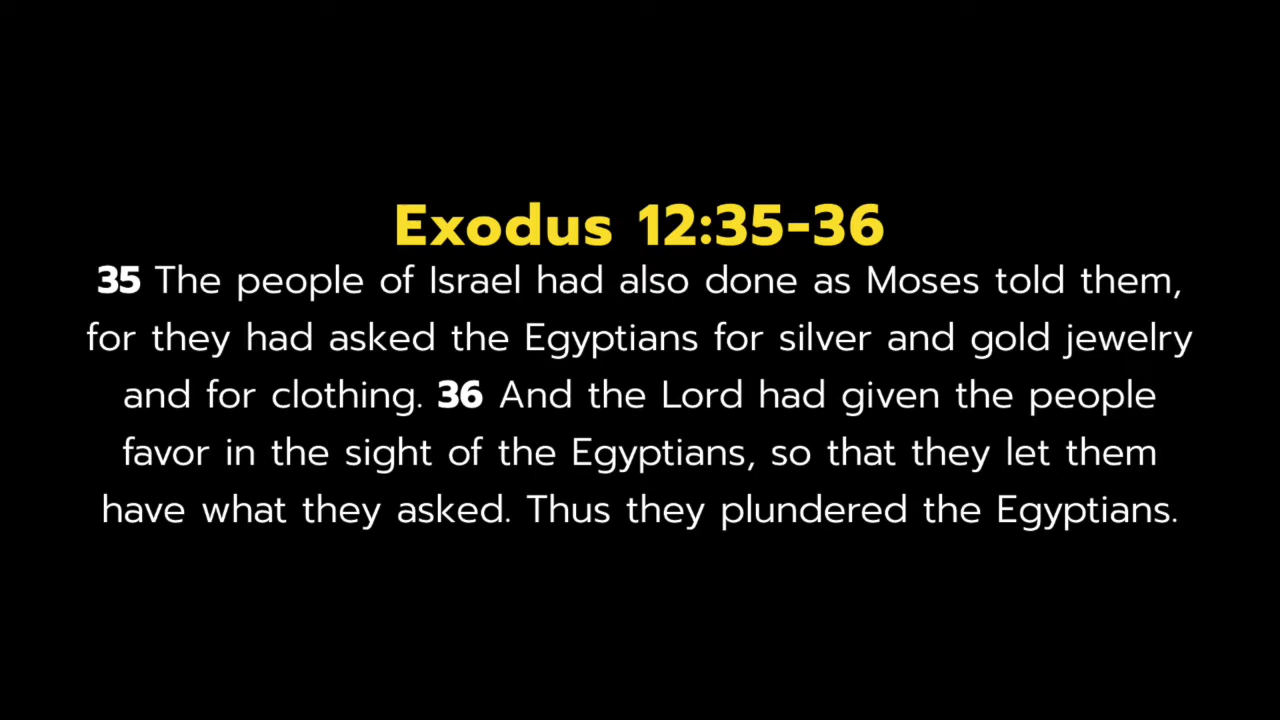 Exodus 12:35-36
35 The people of Israel had also done as Moses told them,
for they had asked the Egyptians for silver and gold jewelry
and for clothing. 36 And the Lord had given the people
favor in the sight of the Egyptians, so that they let them
have what they asked. Thus they plundered the Egyptians.